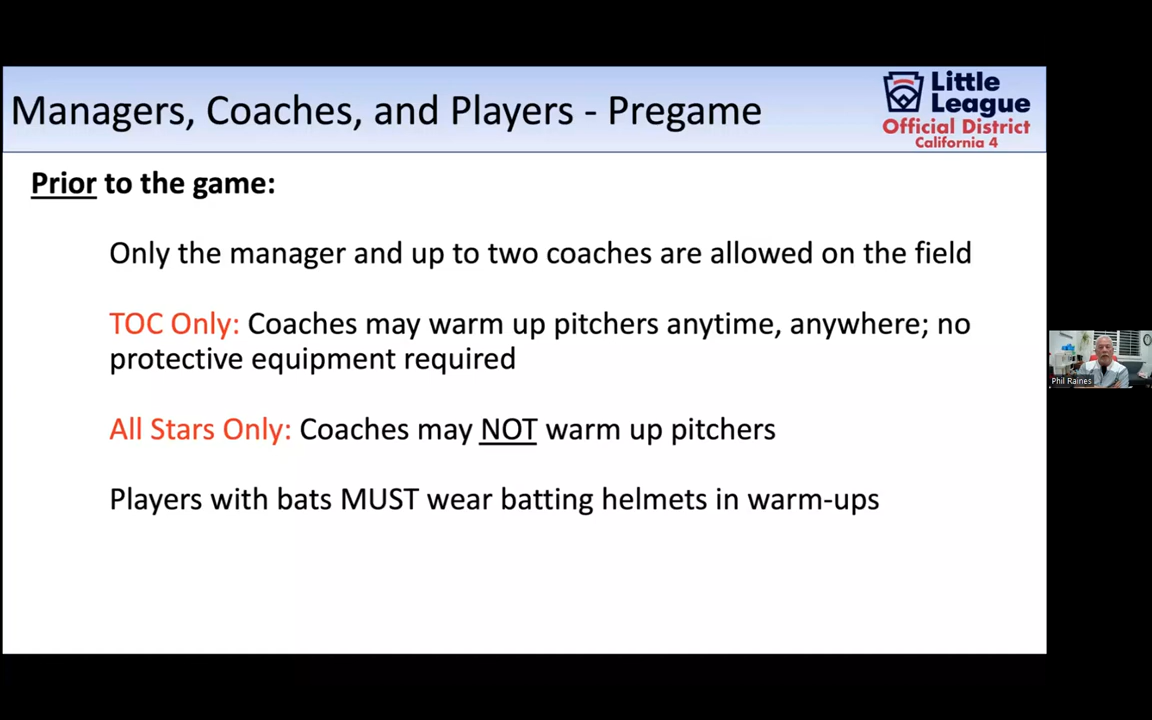 Managers, Coaches, and Players - Pregame
Little
League
Official District
California 4
Prior to the game:
Only the manager and up to two coaches are allowed on the field
TOC Only: Coaches may warm up pitchers anytime, anywhere; no
protective equipment required
All Stars Only: Coaches may NOT warm up pitchers
Players with bats MUST wear batting helmets in warm-ups
Phil Raines